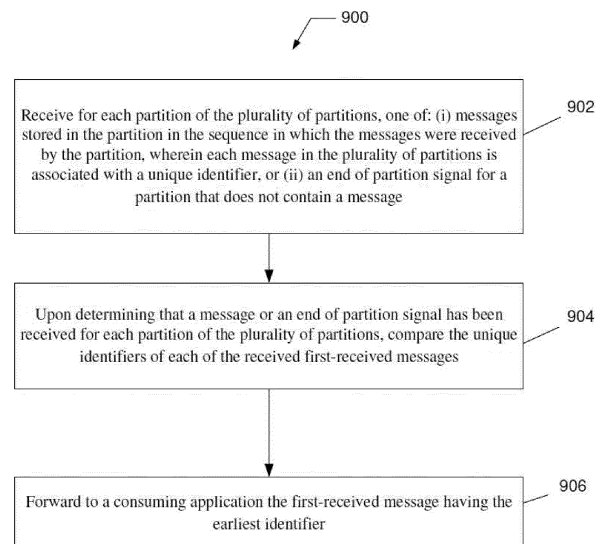 900
902
Receive for each partition of the plurality of partitions, one of: (i) messages
stored in the partition in the sequence in which the messages were received
by the partition, wherein each message in the plurality of partitions is
associated with a unique identifier, or (ii) an end of partition signal for a
partition that does not contain a message
904
Upon determining that a message or an end of partition signal has been
received for each partition of the plurality of partitions, compare the unique
identifiers of each of the received first-received messages
906
Forward to a consuming application the first-received message having the
earliest identifier